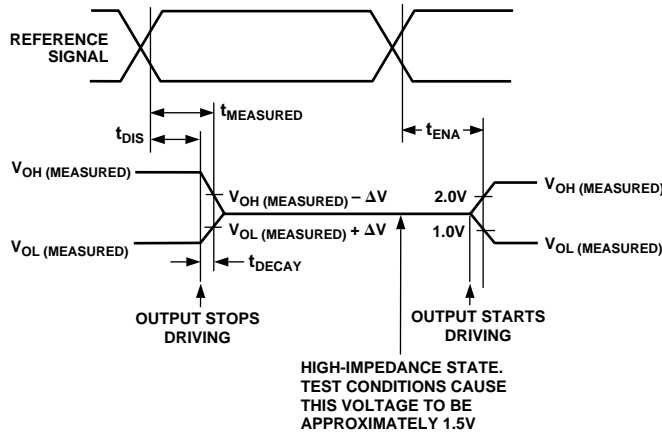 REFERENCE
SIGNAL
tMEASURED
tDIS
tENA
VOH (MEASURED)
VOH (MEASURED) – ΔV
2.0V
VOH (MEASURED)
VOL (MEASURED)
VOL (MEASURED) + ΔV
1.0V
VOL (MEASURED)
tDECAY
OUTPUT STOPS
DRIVING
OUTPUT STARTS
DRIVING
HIGH-IMPEDANCE STATE.
TEST CONDITIONS CAUSE
THIS VOLTAGE TO BE
APPROXIMATELY 1.5V